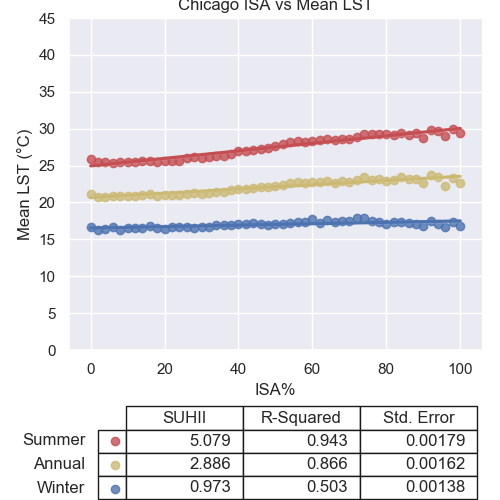 Chicago ISA vs Mean LST
45
40
35
30
25
20
15
10
5
0
Mean LST (°C)
0 20 40 60 80 100
ISA%
SUHII R-Squared Std. Error
Summer 5.079 0.943 0.00179
Annual 2.886 0.866 0.00162
Winter 0.973 0.503 0.00138